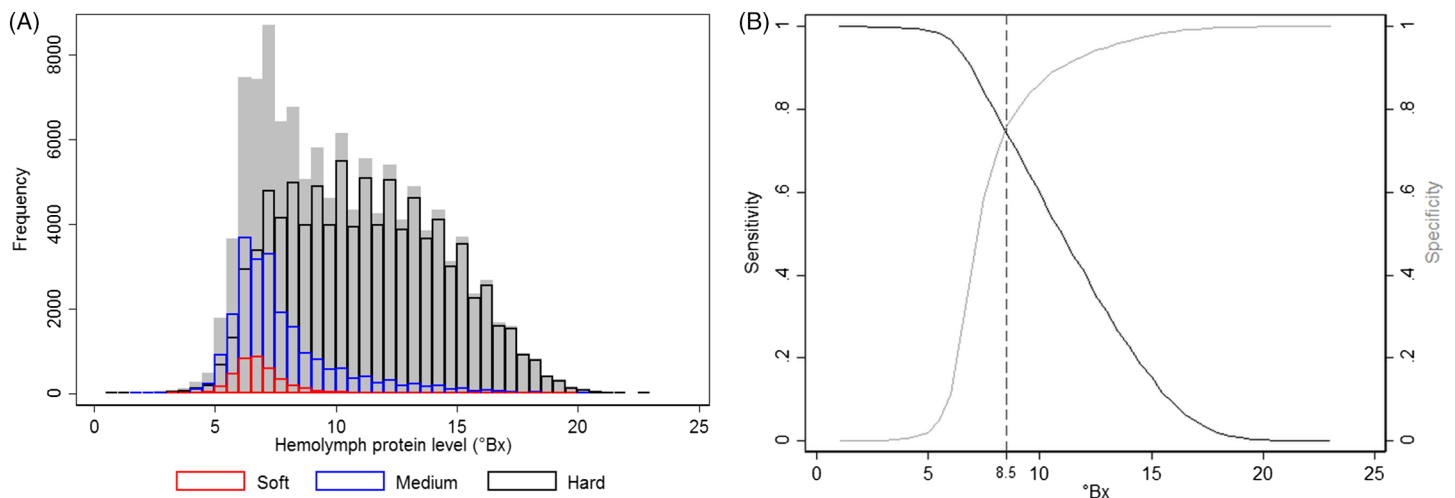 (A)
Frequency
0
2000
4000
6000
8000
0 5 10 15 20 25
Hemolymph protein level (°Bx)
Soft Medium Hard
(B)
Sensitivity
0
.2
.4
.6
.8
1
Specificity
0
.2
.4
.6
.8
1
0 5 8.5 10 15 20 25
°Bx